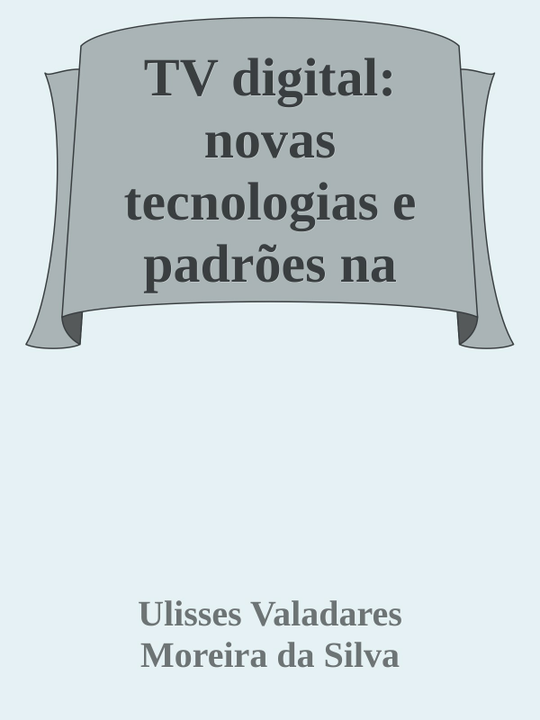 TV digital:
novas
tecnologias e
padrões na
Ulisses Valadares
Moreira da Silva